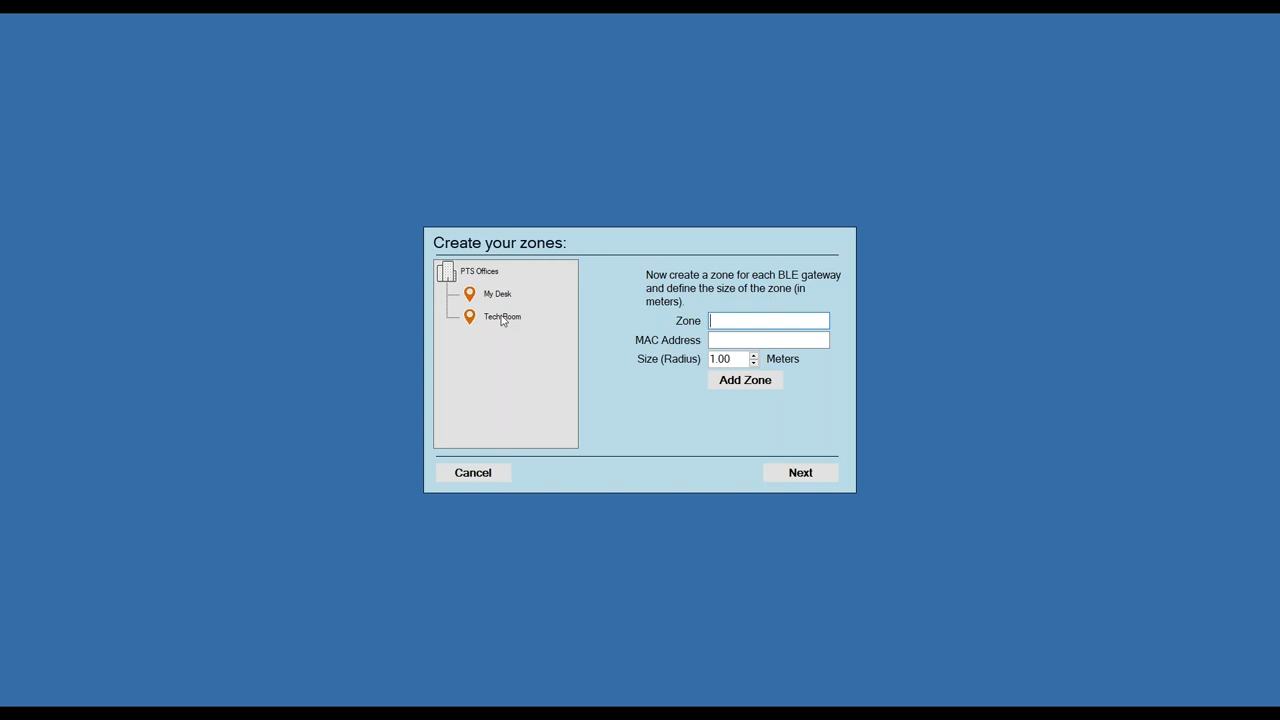 Create your zones:
PTS Offices
My Desk
Tech Room
Now create a zone for each BLE gateway
and define the size of the zone (in
meters).
Zone
MAC Address
Size (Radius) 1.00 Meters
Add Zone
Cancel
Next